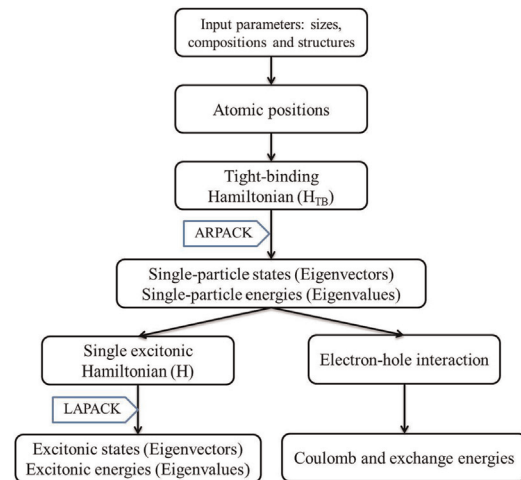 Input parameters: sizes,
compositions and structures
Atomic positions
Tight-binding
Hamiltonian (HTB)
ARPACK
Single-particle states (Eigenvectors)
Single-particle energies (Eigenvalues)
Single excitonic
Hamiltonian (H)
Electron-hole interaction
LAPACK
Excitonic states (Eigenvectors)
Excitonic energies (Eigenvalues)
Coulomb and exchange energies